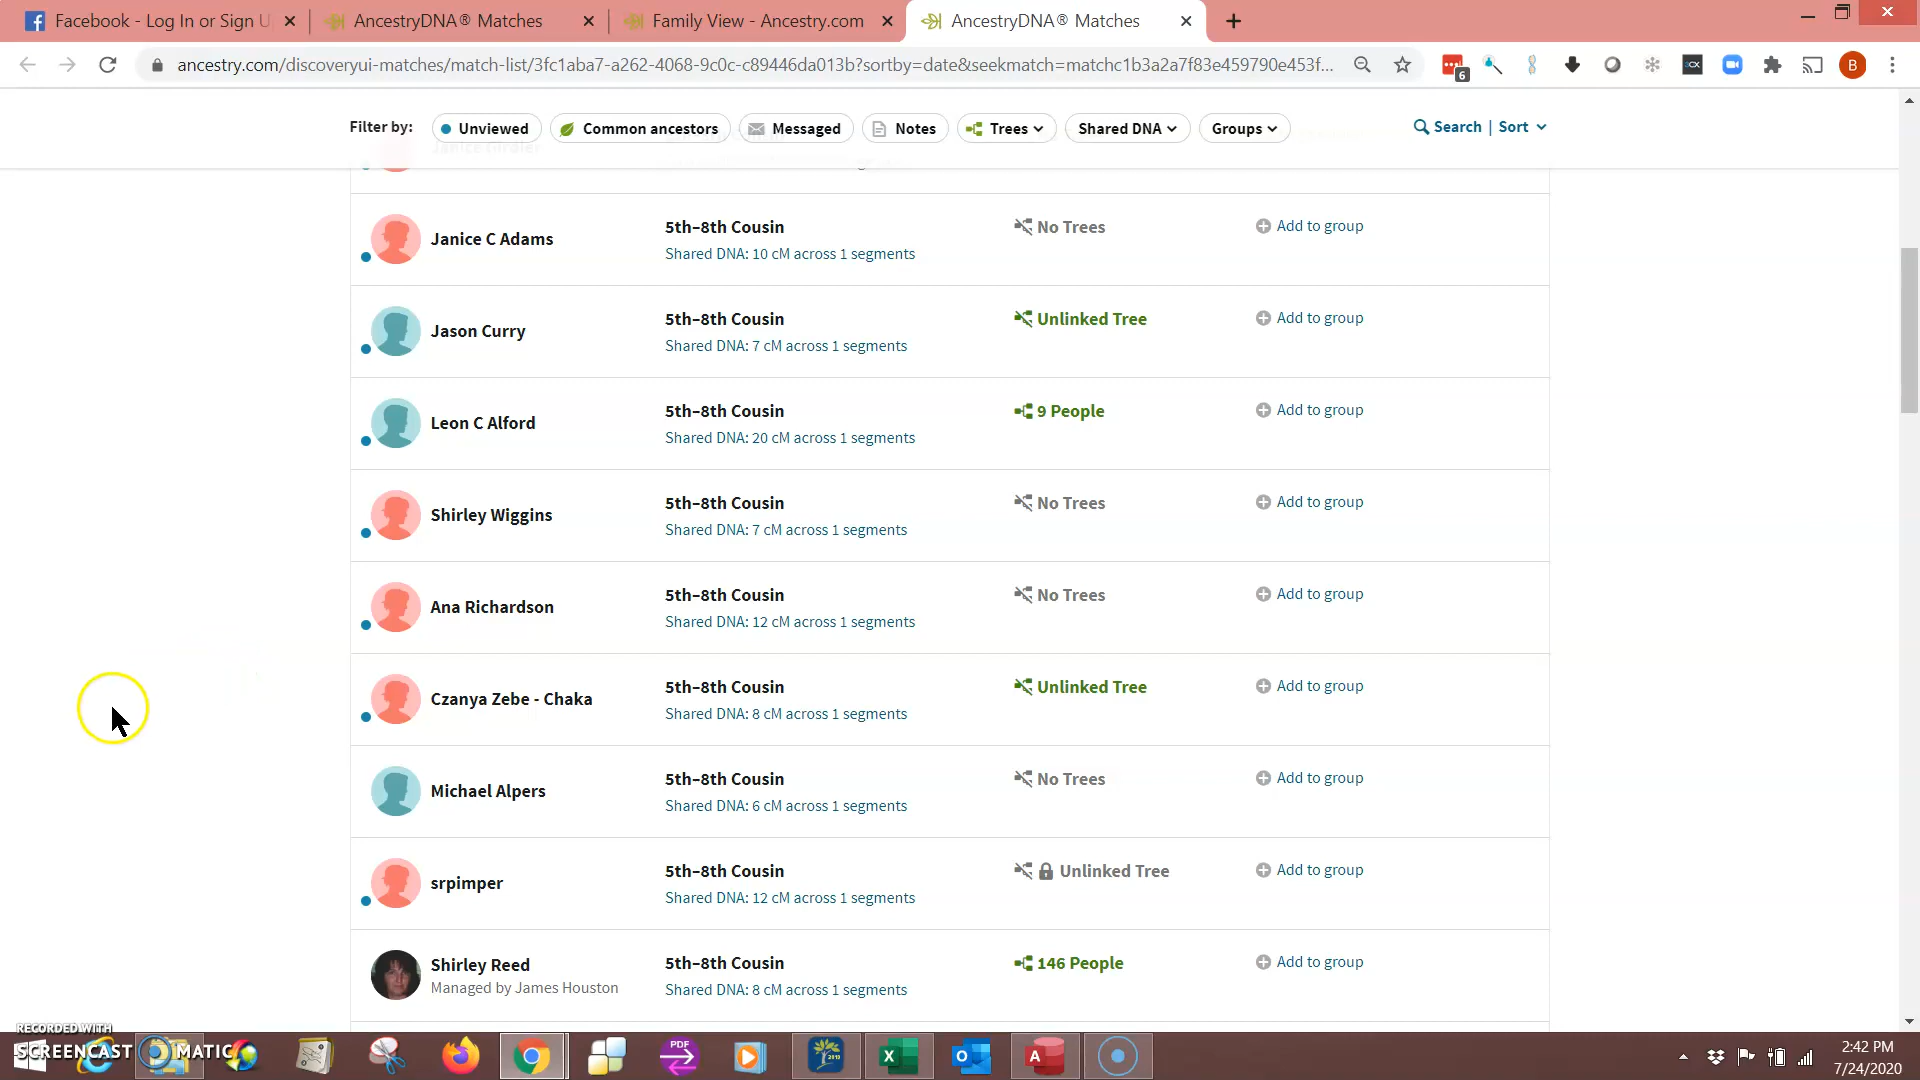 Facebook - Log In or Sign U
AncestryDNA® Matches
Family View - Ancestry.com
AncestryDNA® Matches
ancestry.com/discoveryui-matches/match-list/3fc1aba7-a262-4068-9c0c-c89446da013b?sortby=date&seekmatch=matchc1b3a2a7f83e459790e453f...
6
B
Filter by:
Unviewed
Common ancestors
Messaged
Notes
Trees
Shared DNA
Groups
Search | Sort
Janice Girdler
Janice C Adams
5th–8th Cousin
Shared DNA: 10 cM across 1 segments
No Trees
Add to group
Jason Curry
5th–8th Cousin
Shared DNA: 7 cM across 1 segments
Unlinked Tree
Add to group
Leon C Alford
5th–8th Cousin
Shared DNA: 20 cM across 1 segments
9 People
Add to group
Shirley Wiggins
5th–8th Cousin
Shared DNA: 7 cM across 1 segments
No Trees
Add to group
Ana Richardson
5th–8th Cousin
Shared DNA: 12 cM across 1 segments
No Trees
Add to group
Czanya Zebe - Chaka
5th–8th Cousin
Shared DNA: 8 cM across 1 segments
Unlinked Tree
Add to group
Michael Alpers
5th–8th Cousin
Shared DNA: 6 cM across 1 segments
No Trees
Add to group
srpimper
5th–8th Cousin
Shared DNA: 12 cM across 1 segments
Unlinked Tree
Add to group
Shirley Reed
Managed by James Houston
5th–8th Cousin
Shared DNA: 8 cM across 1 segments
146 People
Add to group
RECORDED WITH
SCREENCAST MATIC
PDF
2019
2:42 PM
7/24/2020